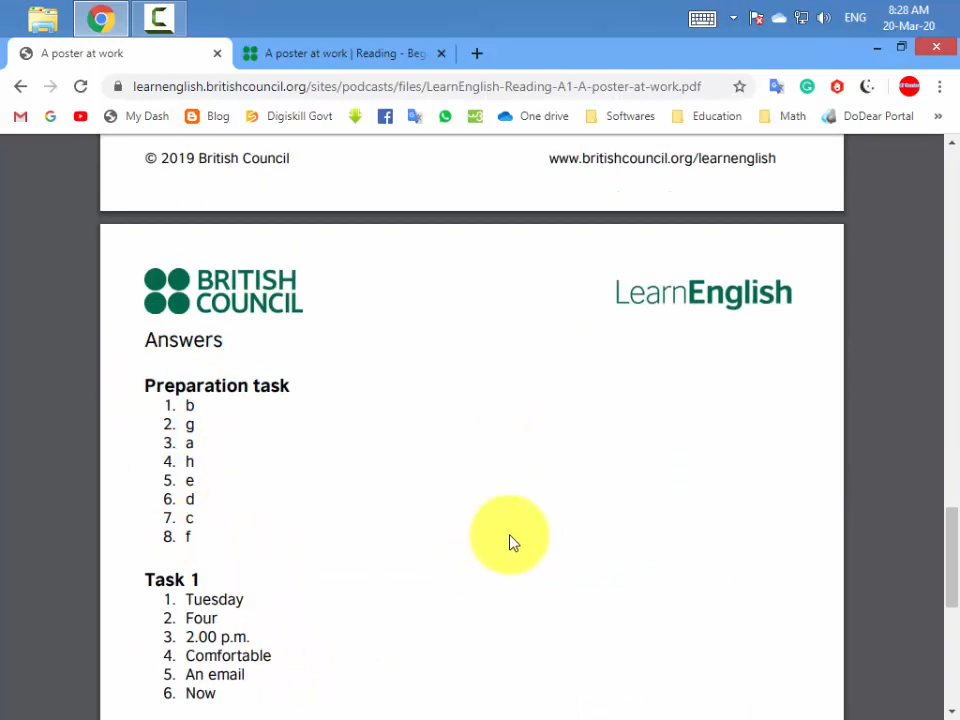 8:28 AM
ENG
20-Mar-20
A poster at work
A poster at work | Reading - Beg
learnenglish.britishcouncil.org/sites/podcasts/files/LearnEnglish-Reading-A1-A-poster-at-work.pdf
My Dash
Blog
Digiskill Govt
One drive
Softwares
Education
Math
DoDear Portal
»
© 2019 British Council
www.britishcouncil.org/learnenglish
BRITISH
COUNCIL
LearnEnglish
Answers
Preparation task
1. b
2. g
3. a
4. h
5. e
6. d
7. c
8. f
Task 1
1. Tuesday
2. Four
3. 2.00 p.m.
4. Comfortable
5. An email
6. Now